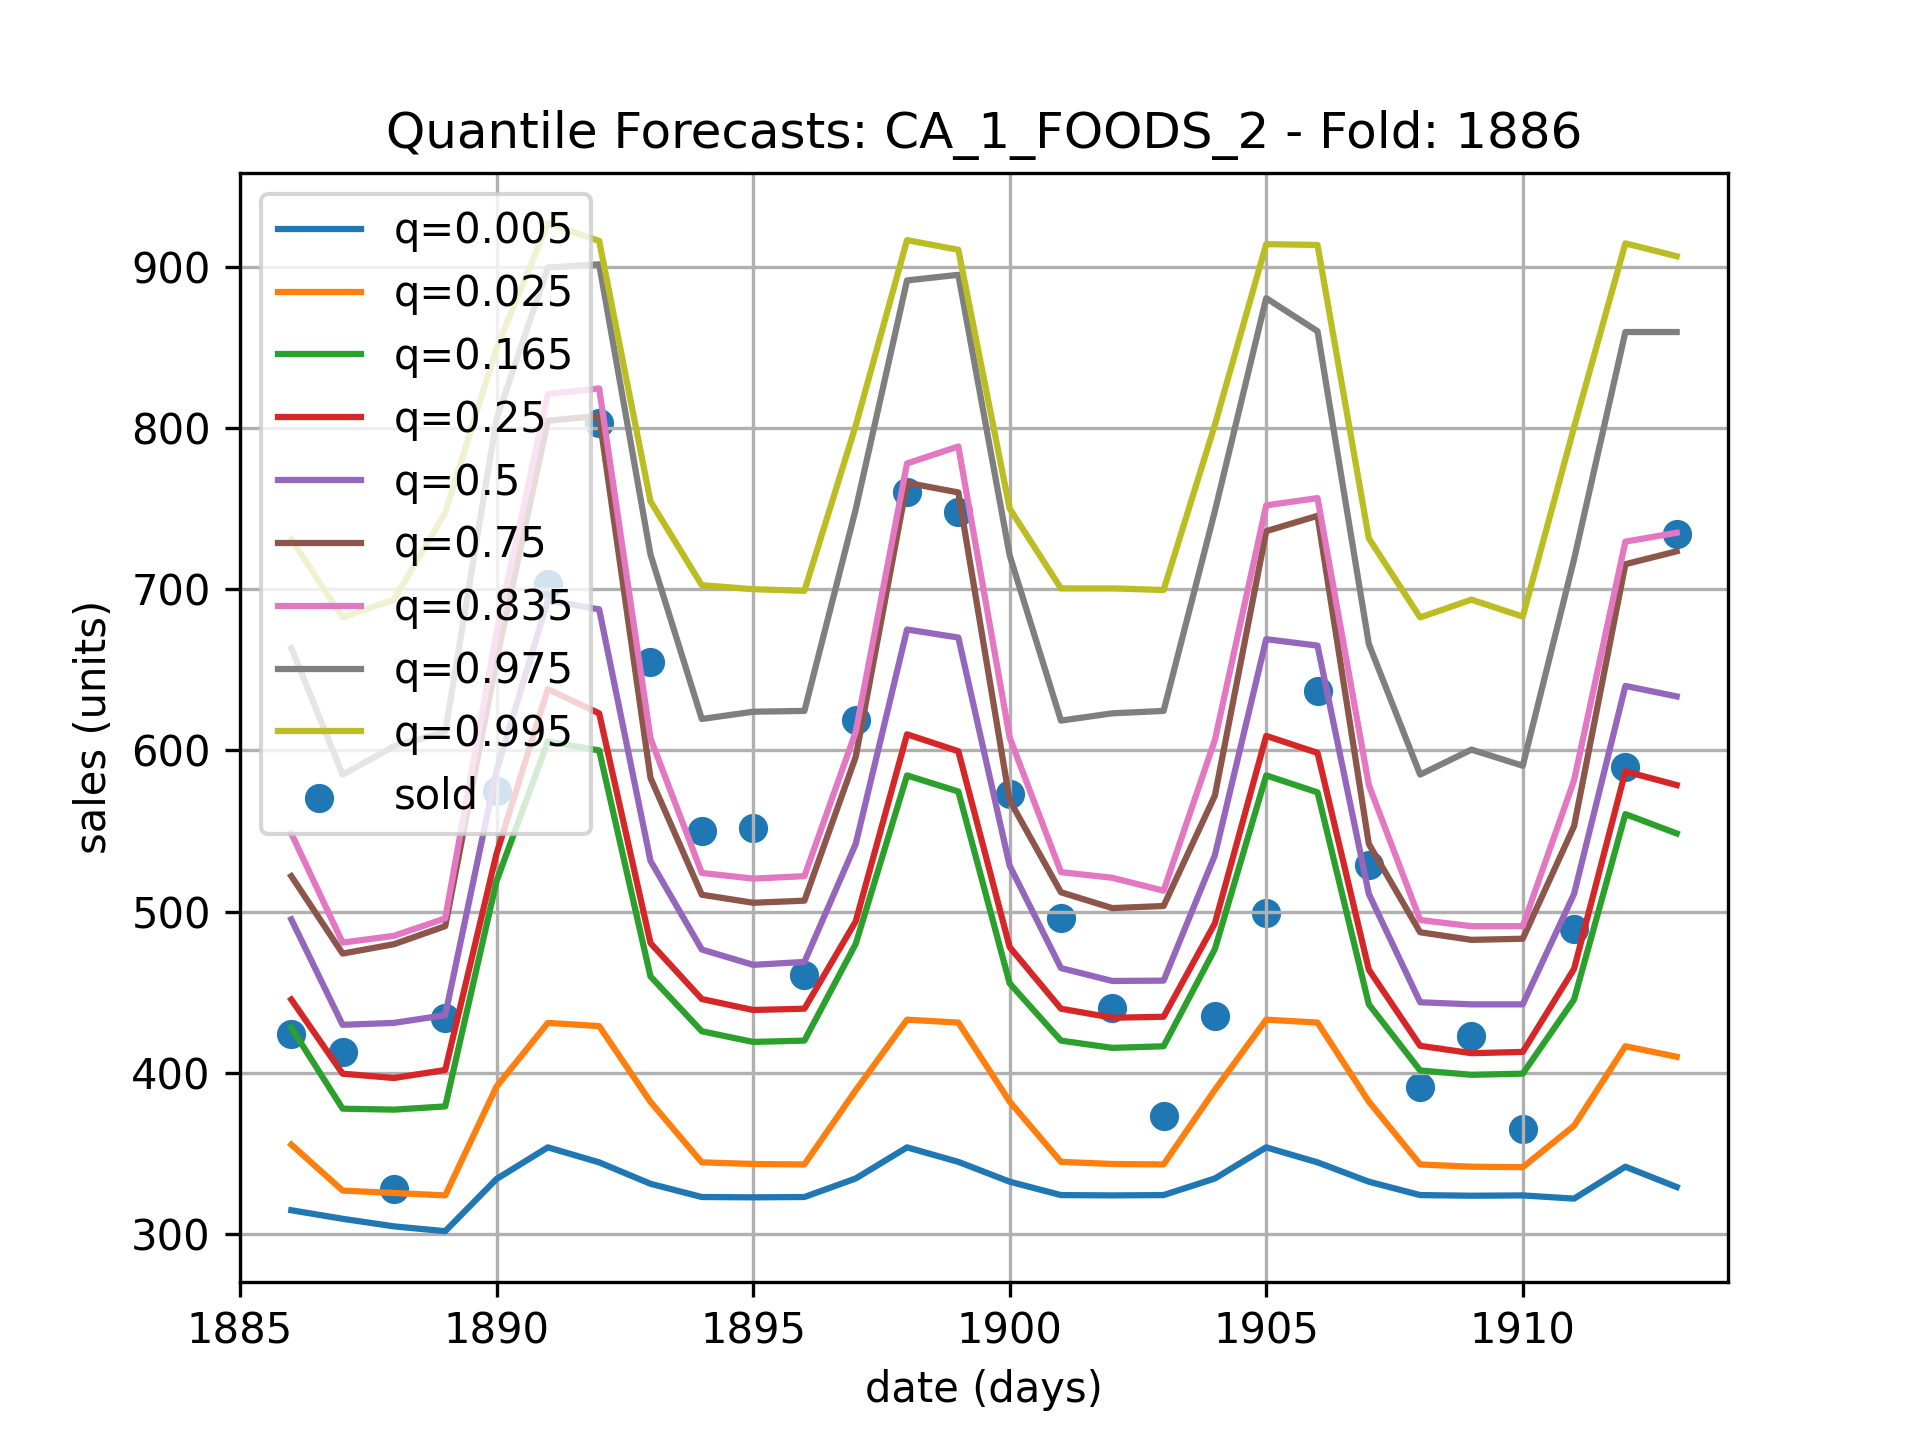 Quantile Forecasts: CA_1_FOODS_2 - Fold: 1886
q=0.005
q=0.025
q=0.165
q=0.25
q=0.5
q=0.75
q=0.835
q=0.975
q=0.995
sold
900
800
700
600
500
400
300
sales (units)
1885 1890 1895 1900 1905 1910
date (days)